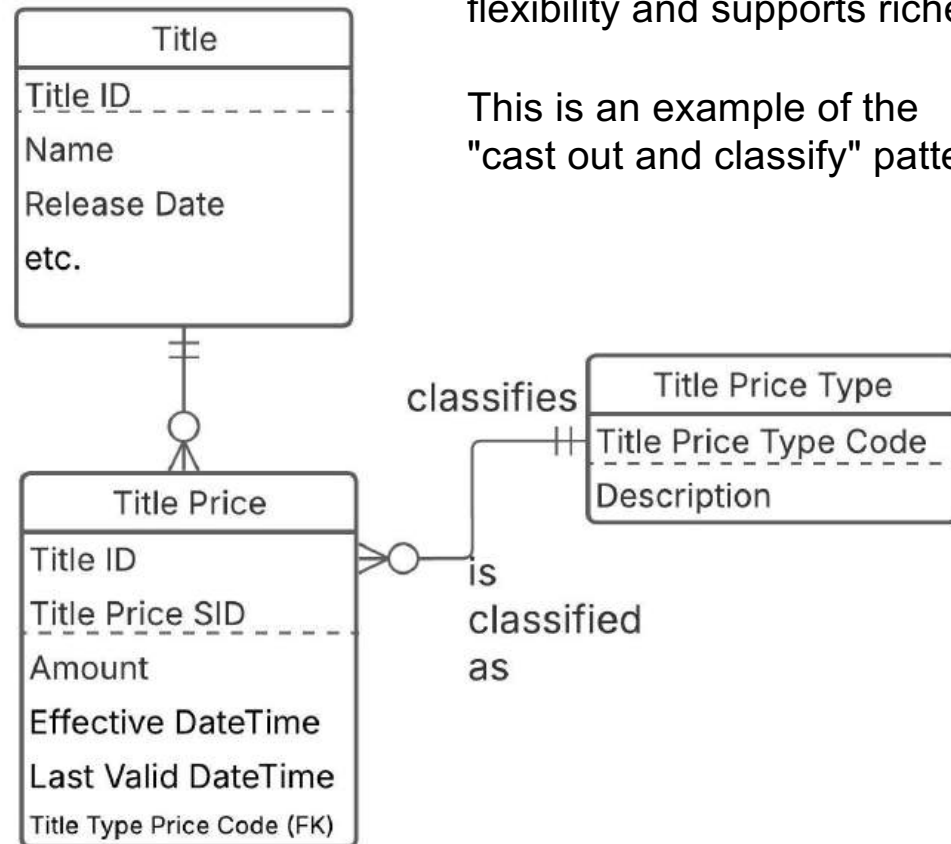 flexibility and supports
This is an example of the
"cast out and classify"
Title
Title ID
Name
Release Date
etc.
classifies
Title Price Type
Title Price Type Code
Description
Title Price
Title ID
Title Price SID
Amount
Effective DateTime
Last Valid DateTime
Title Type Price Code (FK)
is
classified
as